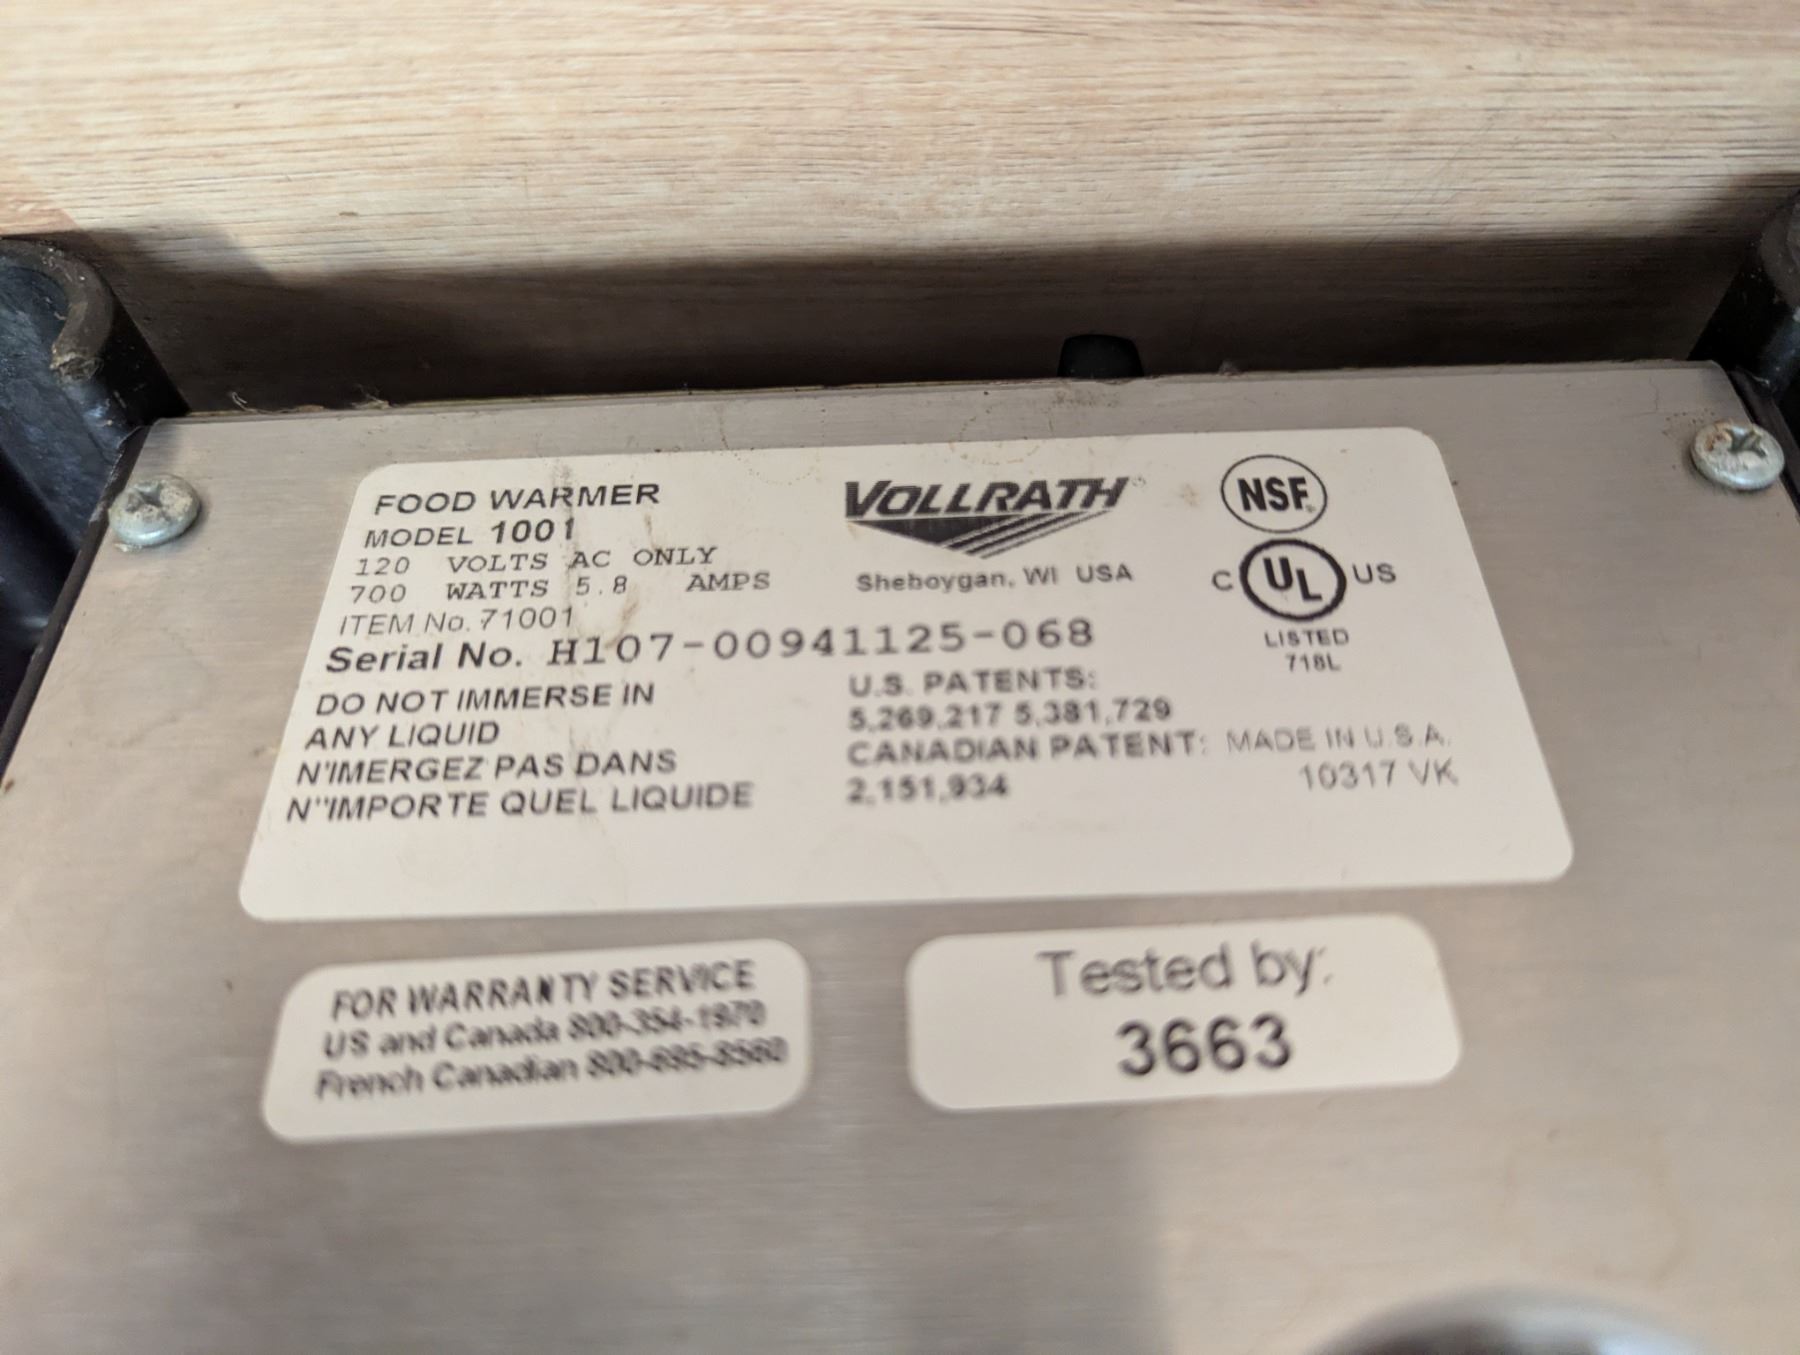 FOOD WARMER
MODEL 1001
120 VOLTS AC ONLY
700 WATTS 5.8 AMPS
ITEM No. 71001
Serial No. H107-00941125-068
DO NOT IMMERSE IN
ANY LIQUID
N'IMERGEZ PAS DANS
N''IMPORTE QUEL LIQUIDE
VOLLRATH
Sheboygan, WI USA
U.S. PATENTS:
5,269,217 5,381,729
CANADIAN PATENT:
2,151,934
NSF
C UL US
LISTED
718L
MADE IN U.S.A.
10317 VK
FOR WARRANTY SERVICE
US and Canada 800-354-1970
French Canadian 800-695-8560
Tested by:
3663